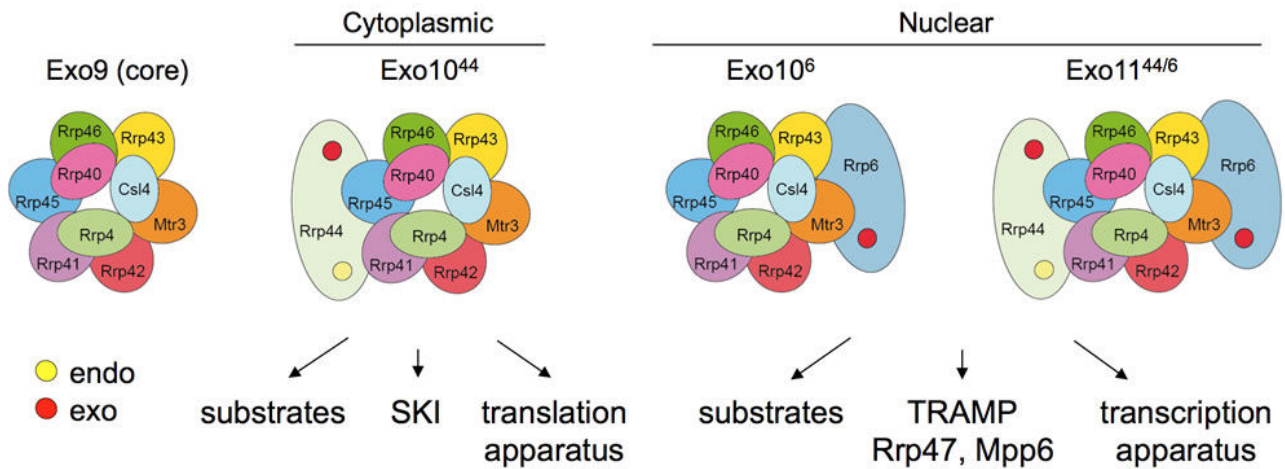 Cytoplasmic
Nuclear
Exo9 (core)
Exo10⁴⁴
Exo10⁶
Exo11⁴⁴/⁶
Rrp46
Rrp43
Rrp40
Csl4
Rrp45
Mtr3
Rrp4
Rrp41
Rrp42
Rrp46
Rrp43
Rrp40
Csl4
Rrp45
Rrp44
Mtr3
Rrp4
Rrp41
Rrp42
Rrp46
Rrp43
Rrp6
Rrp40
Csl4
Rrp45
Mtr3
Rrp4
Rrp41
Rrp42
Rrp46
Rrp43
Rrp6
Rrp40
Csl4
Rrp45
Rrp44
Mtr3
Rrp4
Rrp41
Rrp42
endo
exo
substrates
SKI
translation
apparatus
substrates
TRAMP
Rrp47, Mpp6
transcription
apparatus